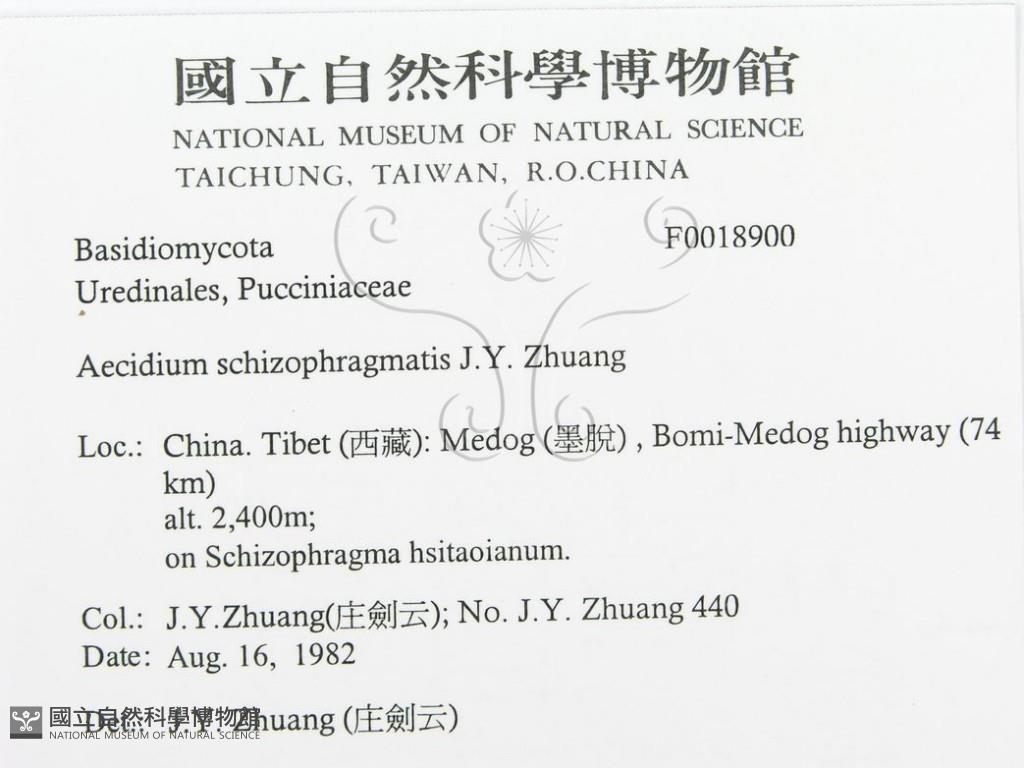 國立自然科學博物館
NATIONAL MUSEUM OF NATURAL SCIENCE
TAICHUNG, TAIWAN, R.O.CHINA
Basidiomycota F0018900
Uredinales, Pucciniaceae
Aecidium schizophragmatis J.Y. Zhuang
Loc.: China. Tibet (西藏): Medog (墨脫) , Bomi-Medog highway (74
km)
alt. 2,400m;
on Schizophragma hsitaoianum.
Col.: J.Y.Zhuang(庄劍云); No. J.Y. Zhuang 440
Date: Aug. 16, 1982
Det.: J.Y. Zhuang (庄劍云)
國立自然科學博物館
NATIONAL MUSEUM OF NATURAL SCIENCE